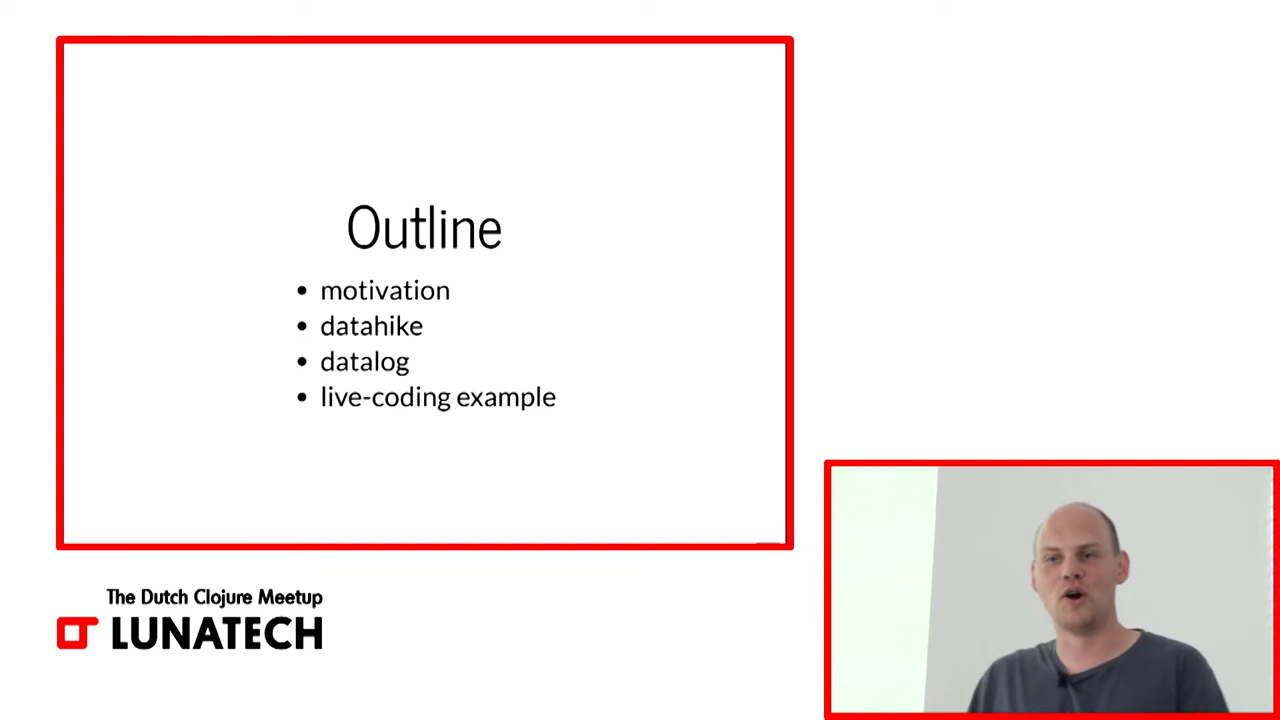 Outline
• motivation
• datahike
• datalog
• live-coding example
The Dutch Clojure Meetup
LUNATECH